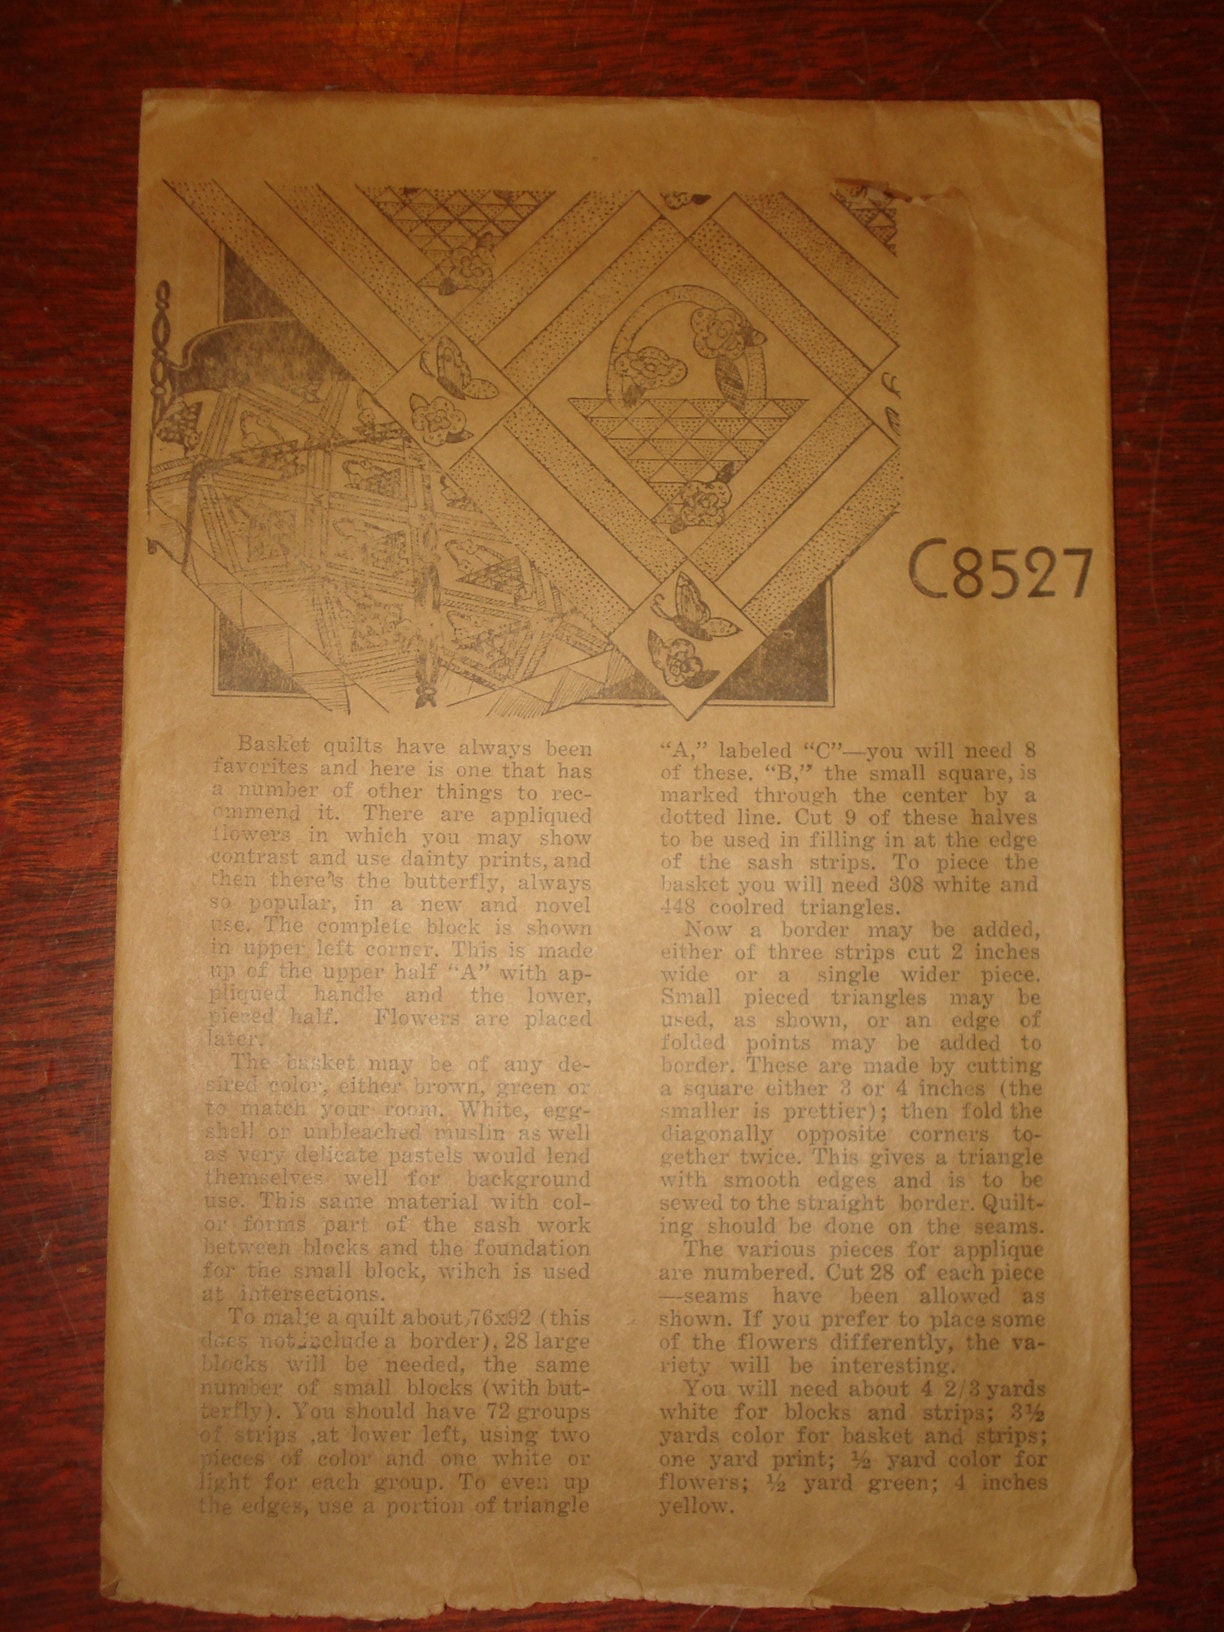 C8527
Basket quilts have always been
favorites and here is one that has
a number of other things to rec-
ommend it. There are appliqued
flowers in which you may show
contrast and use dainty prints, and
then there's the butterfly, always
so popular, in a new and novel
use. The complete block is shown
in upper left corner. This is made
up of the upper half “A” with ap-
pliqued handle and the lower,
pieced half. Flowers are placed
later.
The basket may be of any de-
sired color, either brown, green or
to match your room. White, egg-
shell or unbleached muslin as well
as very delicate pastels would lend
themselves well for background
use. This same material with col-
or forms part of the sash work
between blocks and the foundation
for the small block, wihch is used
at intersections.
To make a quilt about 76x92 (this
does not include a border), 28 large
blocks will be needed, the same
number of small blocks (with but-
terfly). You should have 72 groups
of strips ,at lower left, using two
pieces of color and one white or
light for each group. To even up
the edges, use a portion of triangle
“A,” labeled “C”—you will need 8
of these. “B,” the small square, is
marked through the center by a
dotted line. Cut 9 of these halves
to be used in filling in at the edge
of the sash strips. To piece the
basket you will need 308 white and
448 coolred triangles.
Now a border may be added,
either of three strips cut 2 inches
wide or a single wider piece.
Small pieced triangles may be
used, as shown, or an edge of
folded points may be added to
border. These are made by cutting
a square either 3 or 4 inches (the
smaller is prettier); then fold the
diagonally opposite corners to-
gether twice. This gives a triangle
with smooth edges and is to be
sewed to the straight border. Quilt-
ing should be done on the seams.
The various pieces for applique
are numbered. Cut 28 of each piece
—seams have been allowed as
shown. If you prefer to place some
of the flowers differently, the va-
riety will be interesting.
You will need about 4 2/3 yards
white for blocks and strips; 3½
yards color for basket and strips;
one yard print; ½ yard color for
flowers; ½ yard green; 4 inches
yellow.